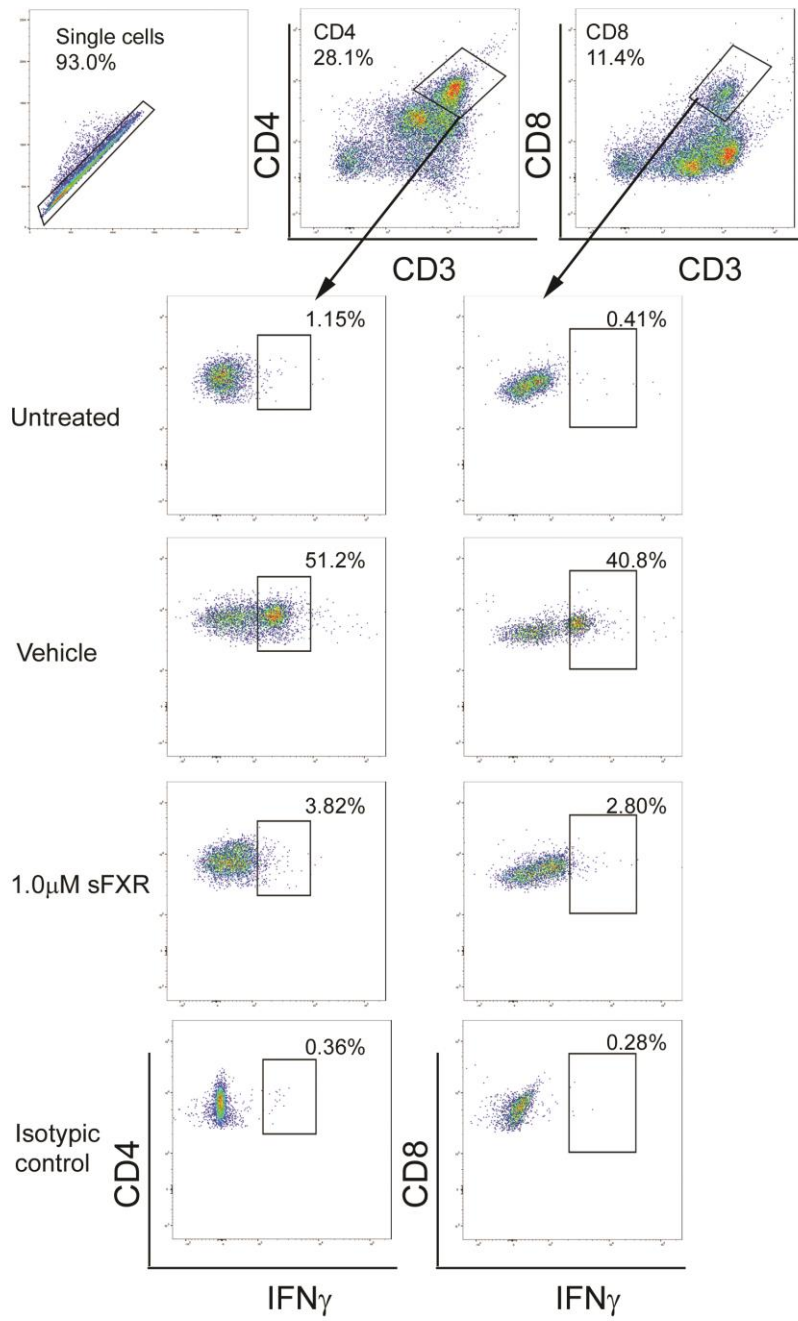 Single cells
93.0%
CD4
28.1%
CD4
CD3
CD8
11.4%
CD8
CD3
Untreated
1.15%
0.41%
Vehicle
51.2%
40.8%
1.0μM sFXR
3.82%
2.80%
Isotypic
control
0.36%
0.28%
CD4
CD8
IFNγ
IFNγ